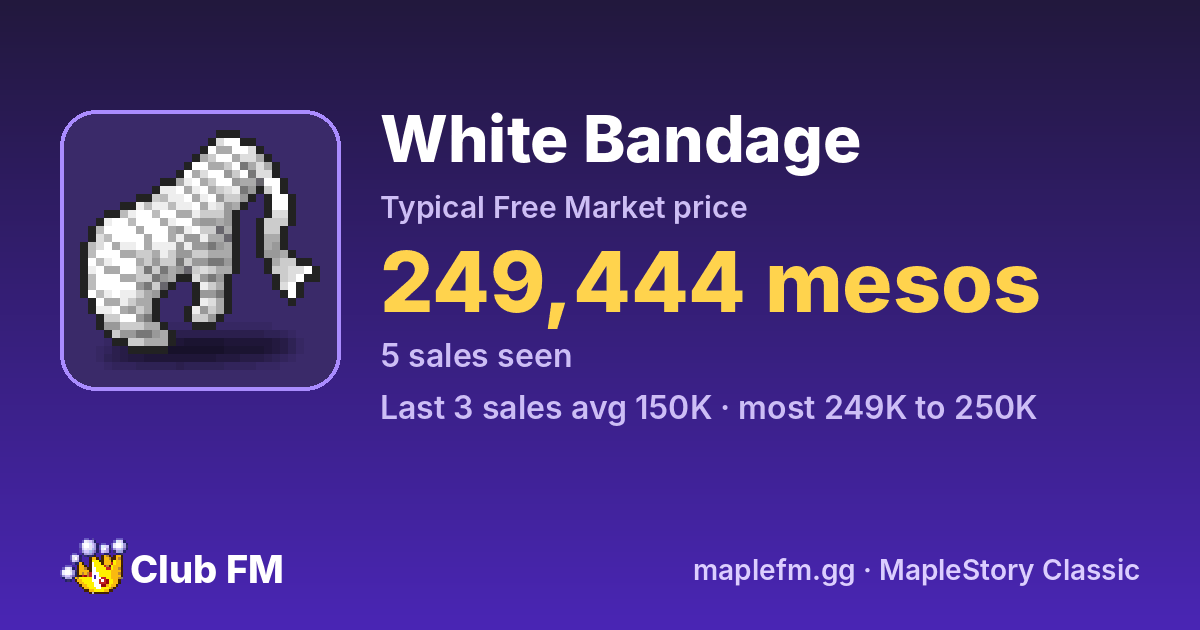 White Bandage
Typical Free Market price
249,444 mesos
5 sales seen
Last 3 sales avg 150K · most 249K to 250K
Club FM
maplefm.gg · MapleStory Classic